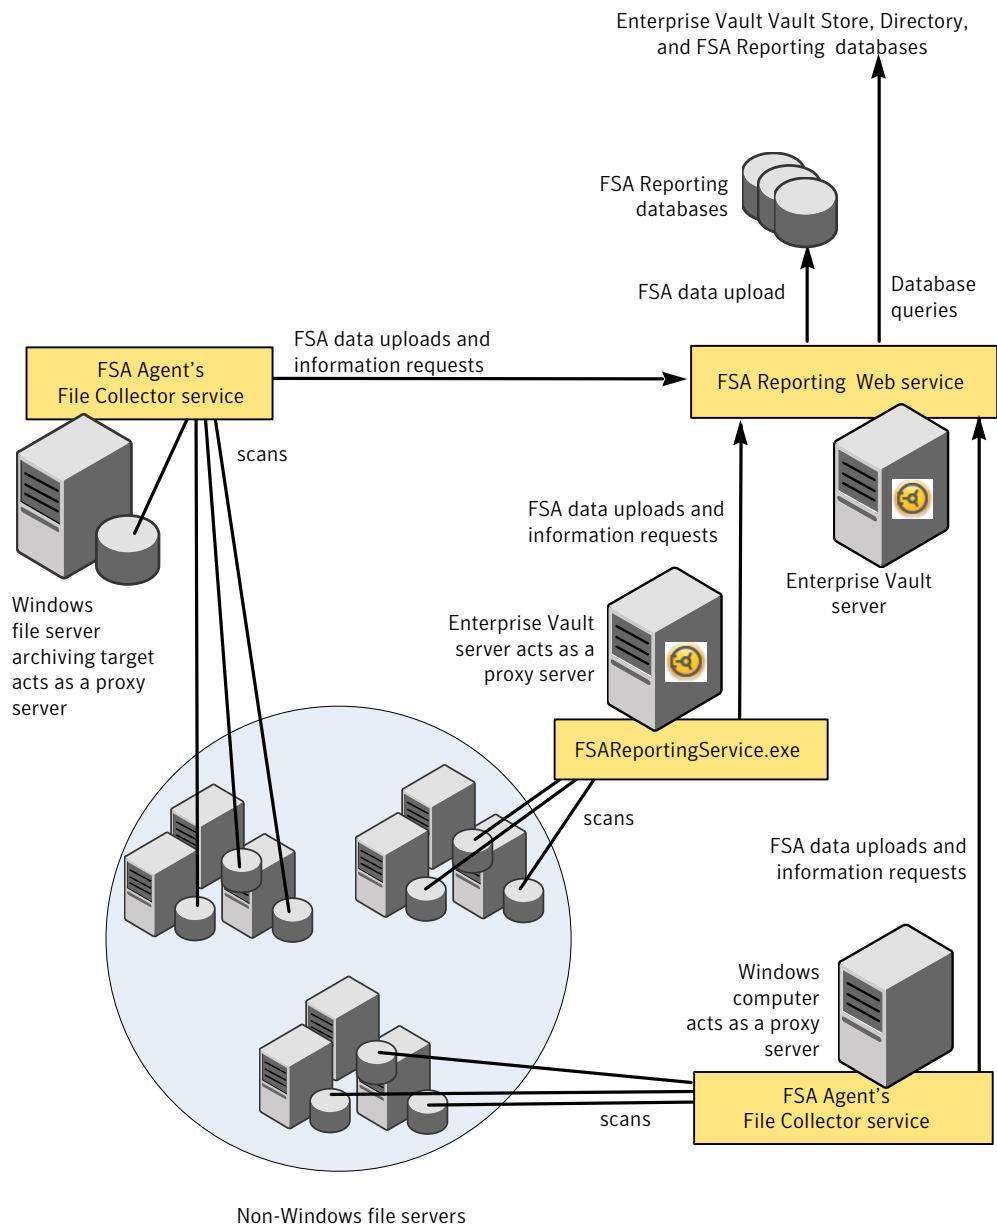 Enterprise Vault Vault Store, Directory,
and FSA Reporting databases
FSA Reporting
databases
FSA data upload
Database
queries
FSA data uploads and
information requests
FSA Agent's
File Collector service
FSA Reporting Web service
scans
FSA data uploads and
information requests
Enterprise Vault
server
Windows
file server
archiving target
acts as a proxy
server
Enterprise Vault
server acts as a
proxy server
FSAReportingService.exe
scans
FSA data uploads and
information requests
Windows
computer
acts as a proxy
server
FSA Agent's
File Collector service
scans
Non-Windows file servers